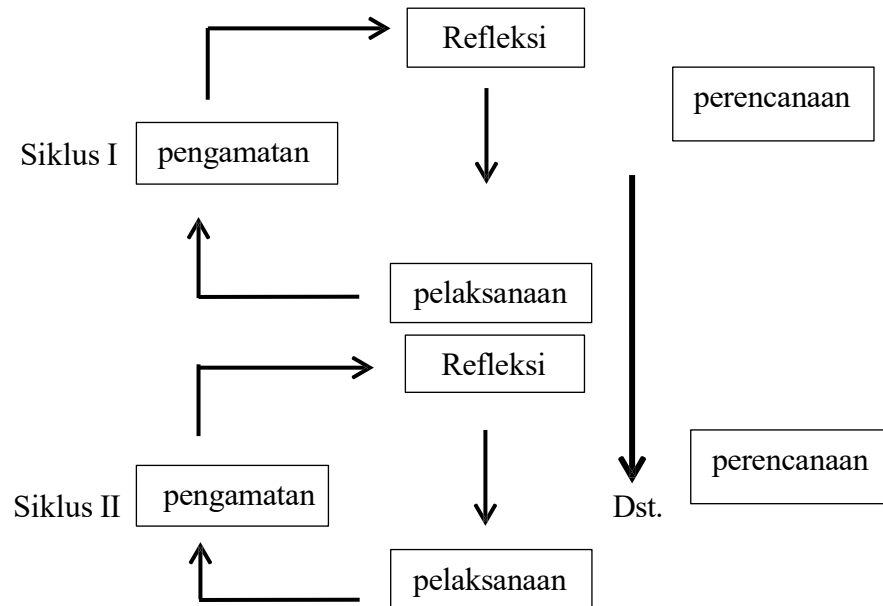 Refleksi
perencanaan
Siklus I
pengamatan
pelaksanaan
Refleksi
perencanaan
Siklus II
pengamatan
Dst.
pelaksanaan